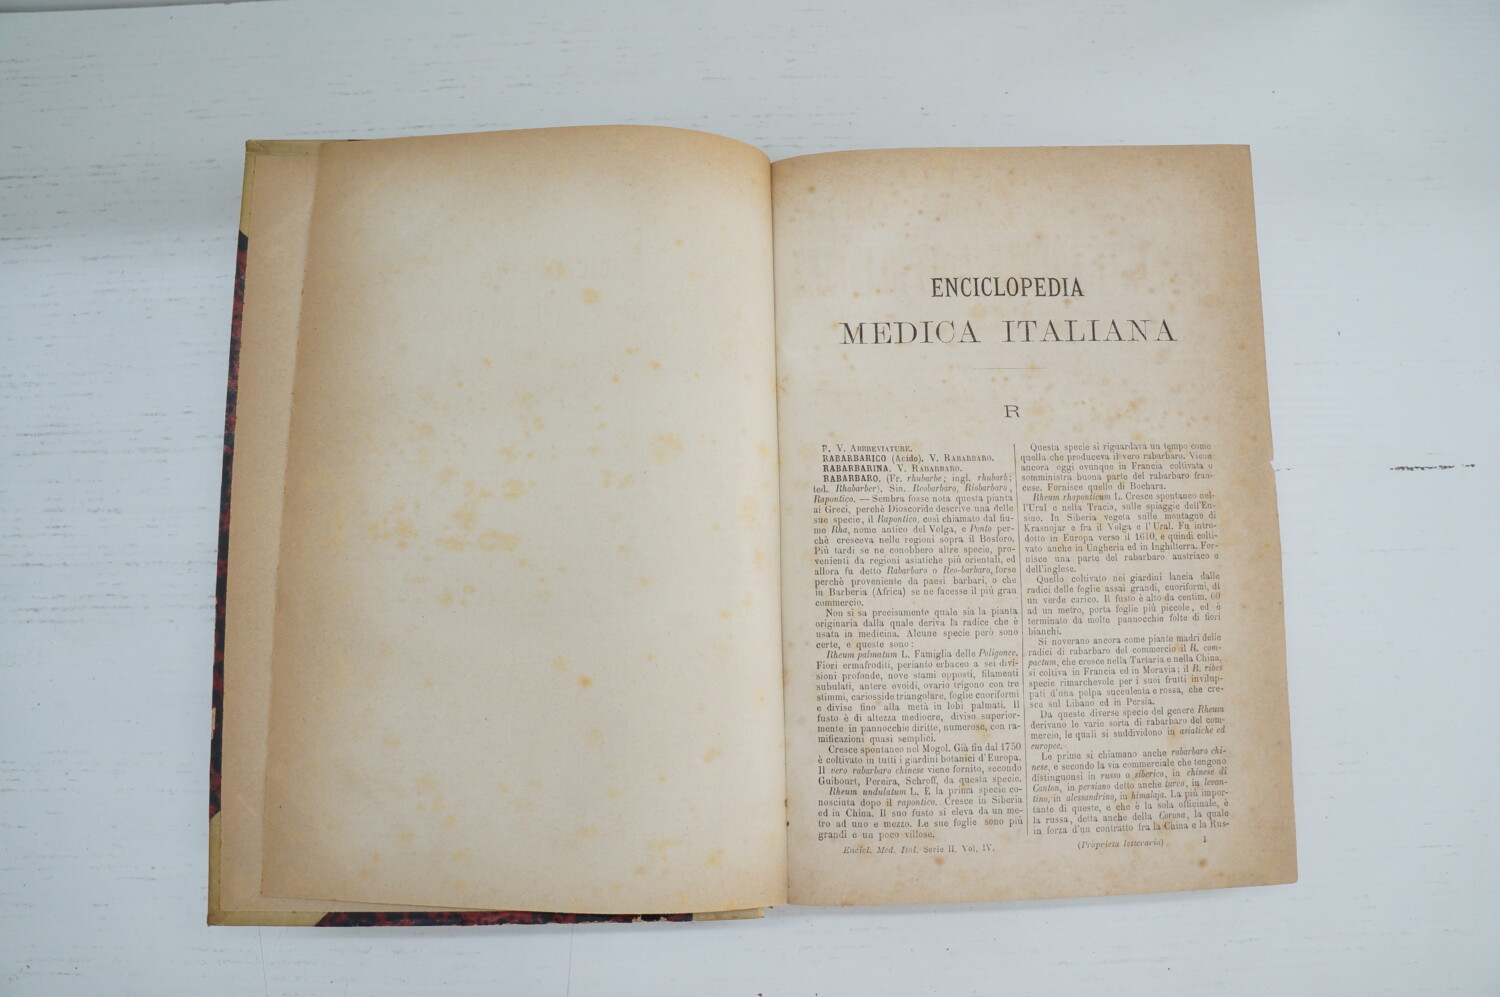 ENCICLOPEDIA
MEDICA ITALIANA
R
R. V. ABBREVIATURE.
RABARBARICO (Acido). V. RABARBARO.
RABARBARINA. V. RABARBARO.
RABARBARO. (Fr. rhubarbe; ingl. rhubarb;
ted. Rhabarber). Sin. Reobarbaro, Riobarbaro,
Rapontico. — Sembra fosse nota questa pianta
ai Greci, perchè Dioscoride descrive una delle
sue specie, il Rapontico, così chiamato dal fiu-
me Rha, nome antico del Volga, e Ponto per-
chè cresceva nelle regioni sopra il Bosforo.
Più tardi se ne conobbero altre specie, pro-
venienti da regioni asiatiche più orientali, ed
allora fu detto Rabarbaro o Reo-barbaro, forse
perchè proveniente da paesi barbari, o che
in Barberia (Africa) se ne facesse il più gran
commercio.
Non si sa precisamente quale sia la pianta
originaria dalla quale deriva la radice che è
usata in medicina. Alcune specie però sono
certe, e queste sono:
Rheum palmatum L. Famiglia delle Poligonee.
Fiori ermafroditi, perianto erbaceo a sei divi-
sioni profonde, nove stami opposti, filamenti
subulati, antere ovoidi, ovario trigono con tre
stimmi, cariosside triangolare, foglie cuoriformi
e divise fino alla metà in lobi palmati. Il
fusto è di altezza mediocre, diviso superior-
mente in pannocchie diritte, numerose, con ra-
mificazioni quasi semplici.
Cresce spontaneo nel Mogol. Già fin dal 1750
è coltivato in tutti i giardini botanici d'Europa.
Il vero rabarbaro chinese viene fornito, secondo
Guibourt, Pereira, Schroff, da questa specie.
Rheum undulatum L. È la prima specie co-
nosciuta dopo il rapontico. Cresce in Siberia
ed in China. Il suo fusto si eleva da un me-
tro ad uno e mezzo. Le sue foglie sono più
grandi e un poco villose.
Enciel. Med. Ital. Serie II. Vol. IV.
Questa specie si riguardava un tempo come
quella che produceva il vero rabarbaro. Viene
ancora oggi ovunque in Francia coltivata e
somministra buona parte del rabarbaro fran-
cese. Fornisce quello di Bochara.
Rheum rhaponticum L. Cresce spontaneo nel-
l'Ural e nella Tracia, sulle spiaggie dell'Eu-
sino. In Siberia vegeta sulle montagne di
Krasnojar e fra il Volga e l'Ural. Fu intro-
dotto in Europa verso il 1610, e quindi colti-
vato anche in Ungheria ed in Inghilterra. For-
nisce una parte del rabarbaro austriaco e
dell'inglese.
Quello coltivato nei giardini lancia dalle
radici delle foglie assai grandi, cuoriformi, di
un verde carico. Il fusto è alto da centim. 60
ad un metro, porta foglie più piccole, ed è
terminato da molte pannocchie folte di fiori
bianchi.
Si noverano ancora come piante madri delle
radici di rabarbaro del commercio il R. com-
pactum, che cresce nella Tartaria e nella China,
si coltiva in Francia ed in Moravia; il R. ribes
specie rimarchevole per i suoi frutti invilup-
pati d'una polpa succulenta e rossa, che cre-
sce sul Libano ed in Persia.
Da queste diverse specie del genere Rheum
derivano le varie sorta di rabarbaro del com-
mercio, le quali si suddividono in asiatiche ed
europee.
Le prime si chiamano anche rabarbaro chi-
nese, e secondo la via commerciale che tengono
distinguonsi in russo o siberica, in chinese di
Canton, in persiano detto anche turco, in levan-
tino, in alessandrino, in himalaja. La più impor-
tante di queste, e che è la sola officinale, è
la russa, detta anche della Corona, la quale
in forza d'un contratto fra la China e la Rus-
(Proprietà letteraria)
1